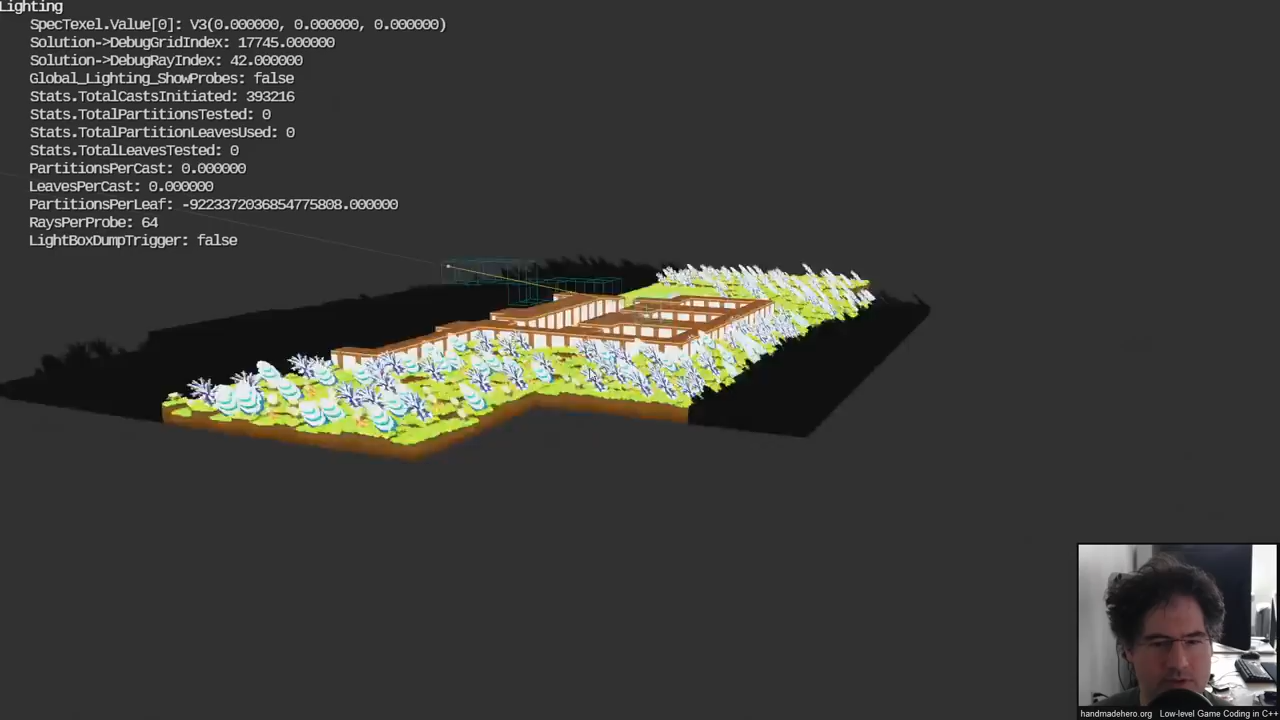 Lighting
SpecTexel.Value[0]: V3(0.000000, 0.000000, 0.000000)
Solution->DebugGridIndex: 17745.000000
Solution->DebugRayIndex: 42.000000
Global_Lighting_ShowProbes: false
Stats.TotalCastsInitiated: 393216
Stats.TotalPartitionsTested: 0
Stats.TotalPartitionLeavesUsed: 0
Stats.TotalLeavesTested: 0
PartitionsPerCast: 0.000000
LeavesPerCast: 0.000000
PartitionsPerLeaf: -9223372036854775808.000000
RaysPerProbe: 64
LightBoxDumpTrigger: false
handmadehero.org Low-level Game Coding in C++